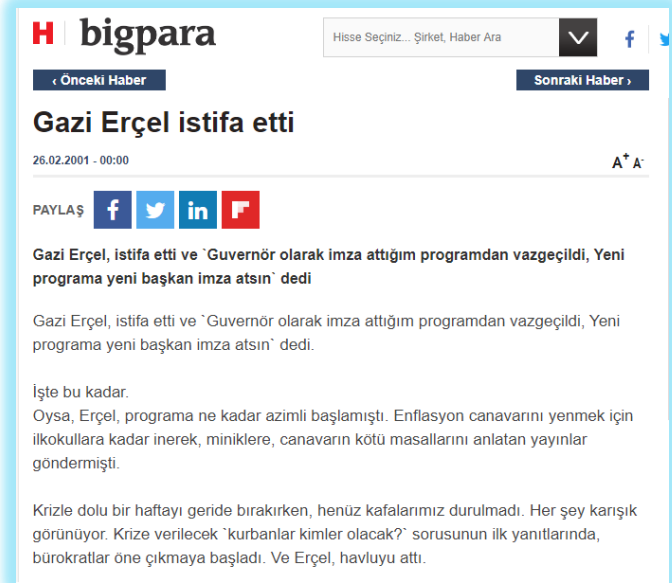 H bigpara
Hisse Seçiniz... Şirket, Haber Ara
‹ Önceki Haber
Sonraki Haber ›
Gazi Erçel istifa etti
26.02.2001 - 00:00
A+ A-
PAYLAŞ
Gazi Erçel, istifa etti ve `Guvernör olarak imza attığım programdan vazgeçildi, Yeni
programa yeni başkan imza atsın` dedi
Gazi Erçel, istifa etti ve `Guvernör olarak imza attığım programdan vazgeçildi, Yeni
programa yeni başkan imza atsın` dedi.
İşte bu kadar.
Oysa, Erçel, programa ne kadar azimli başlamıştı. Enflasyon canavarını yenmek için
ilkokullara kadar inerek, miniklere, canavarın kötü masallarını anlatan yayınlar
göndermişti.
Krizle dolu bir haftayı geride bırakırken, henüz kafalarımız durulmadı. Her şey karışık
görünüyor. Krize verilecek `kurbanlar kimler olacak?` sorusunun ilk yanıtlarında,
bürokratlar öne çıkmaya başladı. Ve Erçel, havluyu attı.